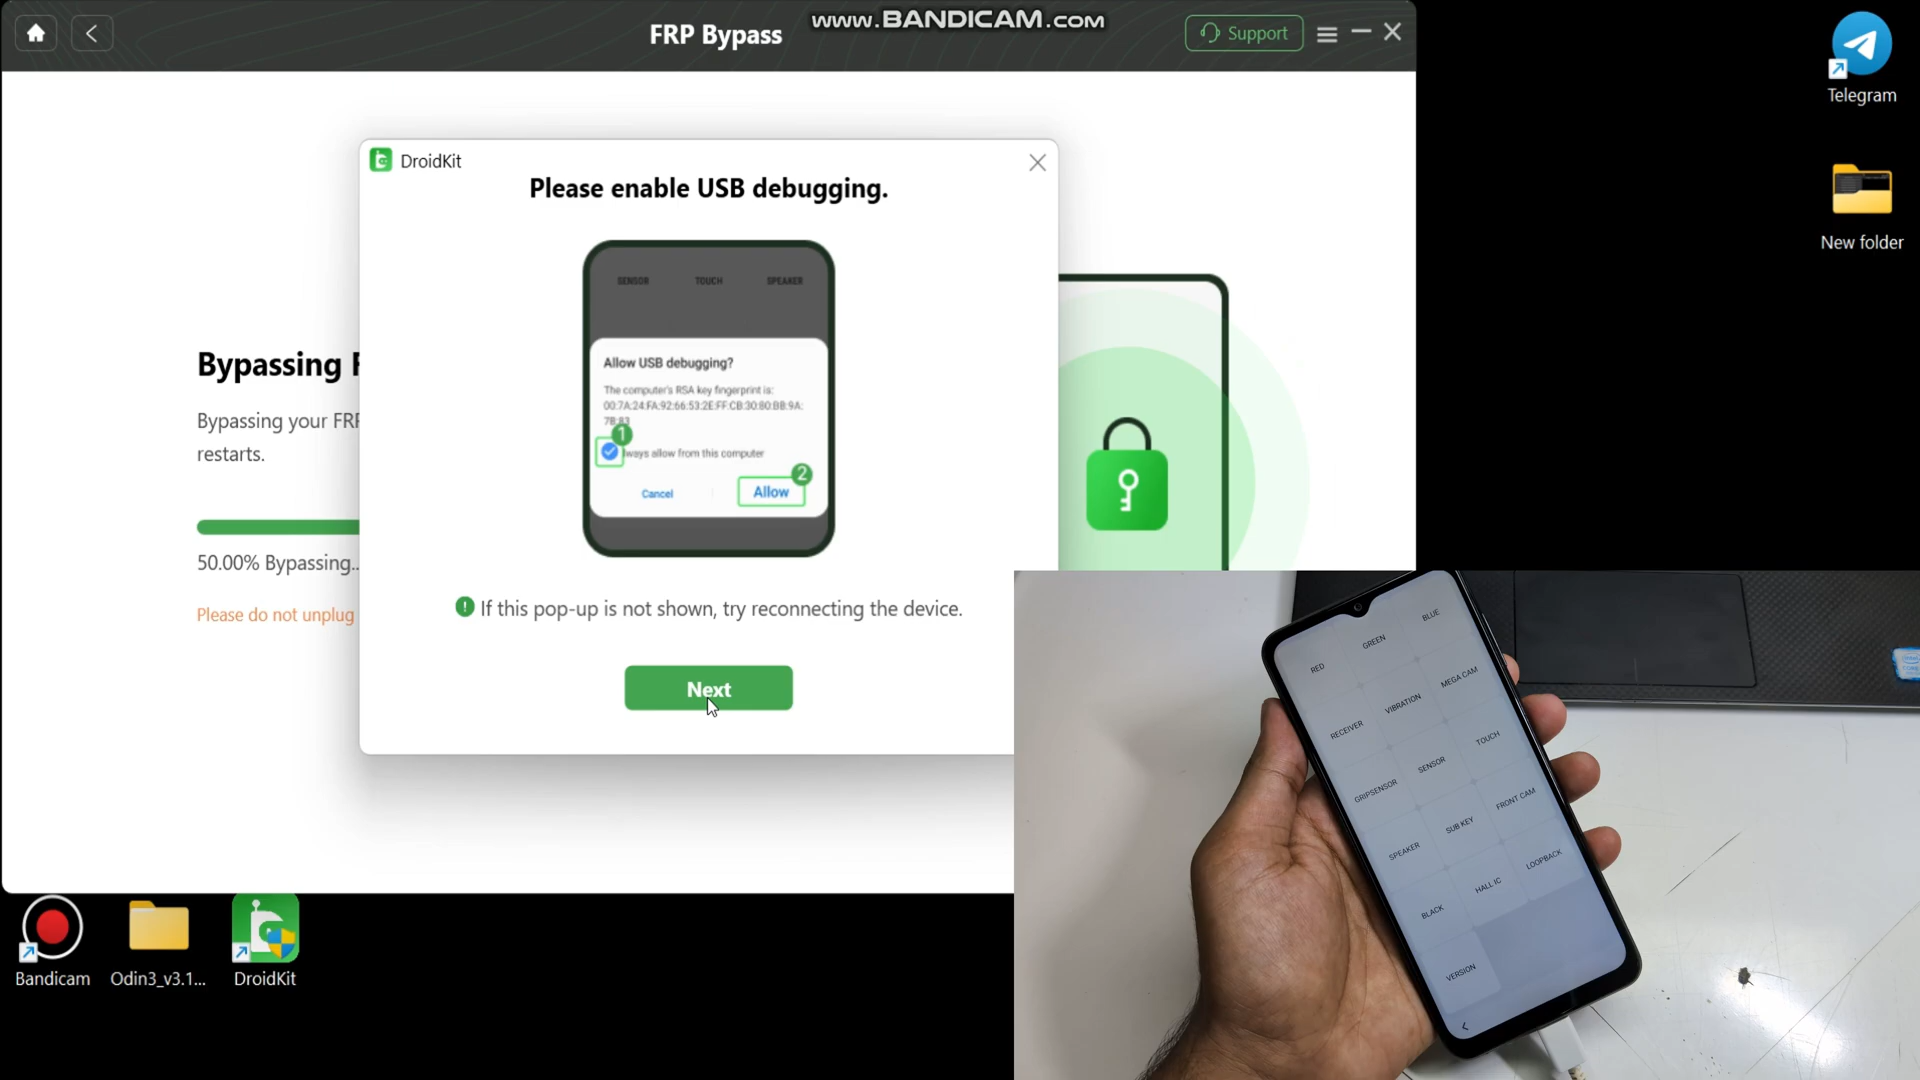 FRP Bypass
www.BANDICAM.com
Support
Telegram
New folder
DroidKit
Please enable USB debugging.
SENSOR TOUCH SPEAKER
Allow USB debugging?
The computer's RSA key fingerprint is:
00:7A:24:FA:92:66:53:2E:FF:CB:30:80:BB:9A:
7B:83
1
ways allow from this computer
2
Cancel Allow
If this pop-up is not shown, try reconnecting the device.
Next
Bypassing F
Bypassing your FRP
restarts.
50.00% Bypassing..
Please do not unplug
RED GREEN BLUE
RECEIVER VIBRATION MEGA CAM
GRIPSENSOR SENSOR TOUCH
SPEAKER SUB KEY FRONT CAM
BLACK HALL IC LOOPBACK
VERSION
Bandicam
Odin3_v3.1...
DroidKit